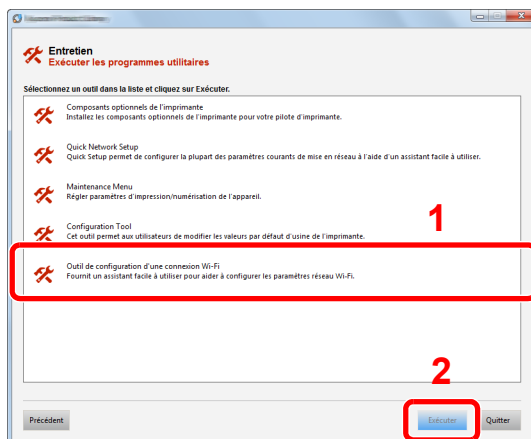 Entretien
Exécuter les programmes utilitaires
Sélectionnez un outil dans la liste et cliquez sur Exécuter.
Composants optionnels de l'imprimante
Installez les composants optionnels de l'imprimante pour votre pilote d'imprimante.
Quick Network Setup
Quick Setup permet de configurer la plupart des paramètres courants de mise en réseau à l'aide d'un assistant facile à utiliser.
Maintenance Menu
Régler paramètres d'impression/numérisation de l'appareil.
1
Configuration Tool
Cet outil permet aux utilisateurs de modifier les valeurs par défaut d'usine de l'imprimante.
Outil de configuration d'une connexion Wi-Fi
Fournit un assistant facile à utiliser pour aider à configurer les paramètres réseau Wi-Fi.
2
Précédent
Exécuter
Quitter